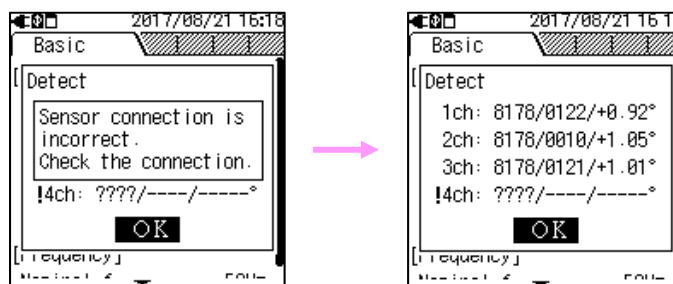 2017/08/21 16:18
Basic
Detect
Sensor connection is
incorrect.
Check the connection.
!4ch: ????/----/-----°
OK
[Frequency]
2017/08/21 16 1
Basic
Detect
1ch: 8178/0122/+0.92°
2ch: 8178/0010/+1.05°
3ch: 8178/0121/+1.01°
!4ch: ????/----/-----°
OK
[Frequency]